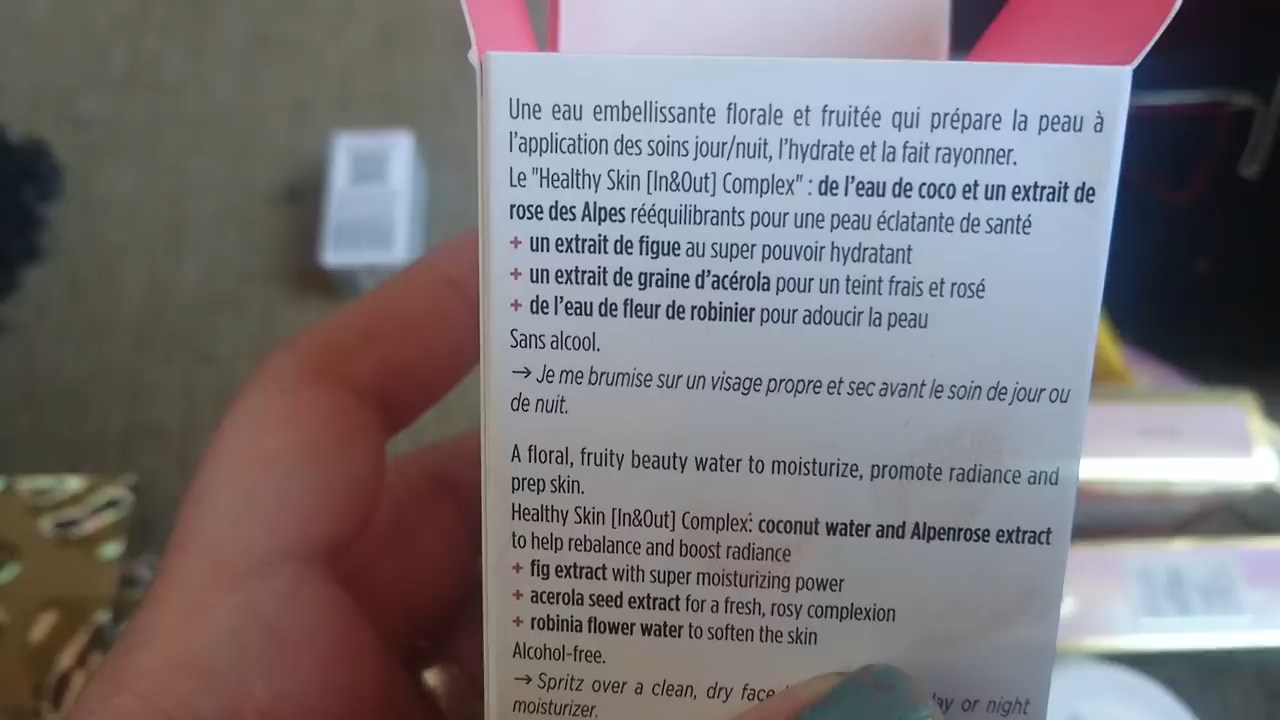 Une eau embellissante florale et fruitée qui prépare la peau à
l'application des soins jour/nuit, l'hydrate et la fait rayonner.
Le "Healthy Skin [In&Out] Complex" : de l'eau de coco et un extrait de
rose des Alpes rééquilibrants pour une peau éclatante de santé
+ un extrait de figue au super pouvoir hydratant
+ un extrait de graine d'acérola pour un teint frais et rosé
+ de l'eau de fleur de robinier pour adoucir la peau
Sans alcool.
→ Je me brumise sur un visage propre et sec avant le soin de jour ou
de nuit.
A floral, fruity beauty water to moisturize, promote radiance and
prep skin.
Healthy Skin [In&Out] Complex: coconut water and Alpenrose extract
to help rebalance and boost radiance
+ fig extract with super moisturizing power
+ acerola seed extract for a fresh, rosy complexion
+ robinia flower water to soften the skin
Alcohol-free.
→ Spritz over a clean, dry face or night
moisturizer.